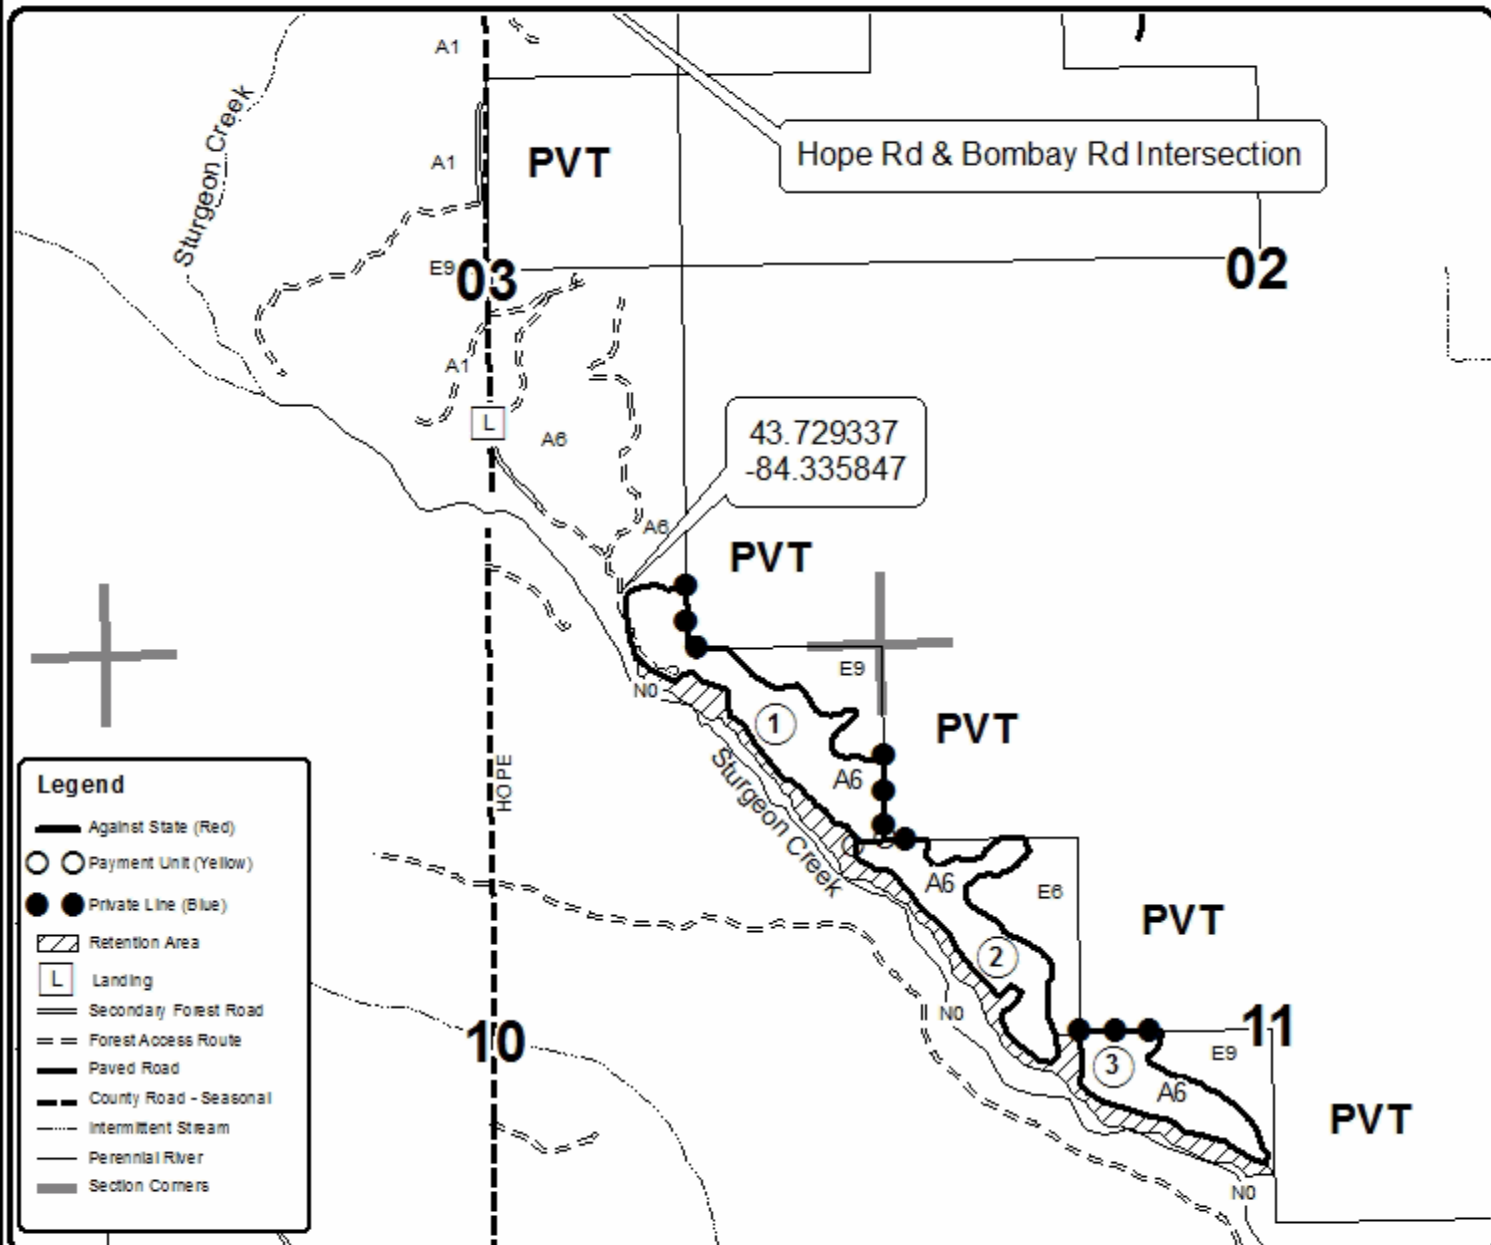 A1
Sturgeon Creek
A1
PVT
Hope Rd & Bombay Rd Intersection
E9
03
02
A1
L
A6
43.729337
-84.335847
A6
PVT
E9
N0
1
PVT
A6
Sturgeon Creek
HOPE
A6
E6
PVT
2
N0
10
11
3
E9
A6
PVT
N0
Legend
Against State (Red)
Payment Unit (Yellow)
Private Line (Blue)
Retention Area
L Landing
Secondary Forest Road
Forest Access Route
Paved Road
County Road - Seasonal
Intermittent Stream
Perennial River
Section Corners